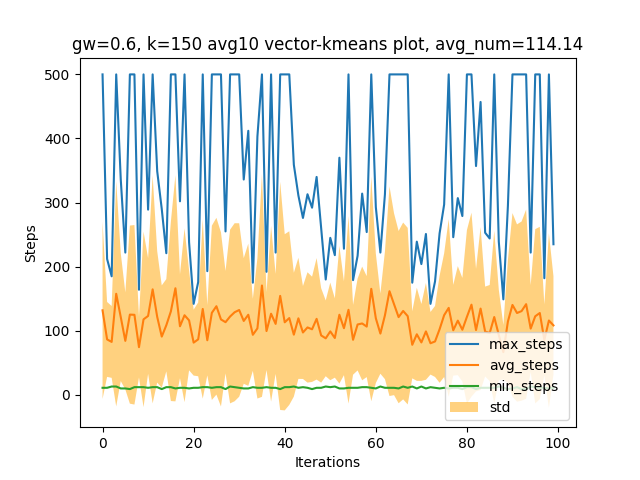 gw=0.6, k=150 avg10 vector-kmeans plot, avg_num=114.14
500
400
300
200
100
0
Steps
max_steps
avg_steps
min_steps
std
0 20 40 60 80 100
Iterations